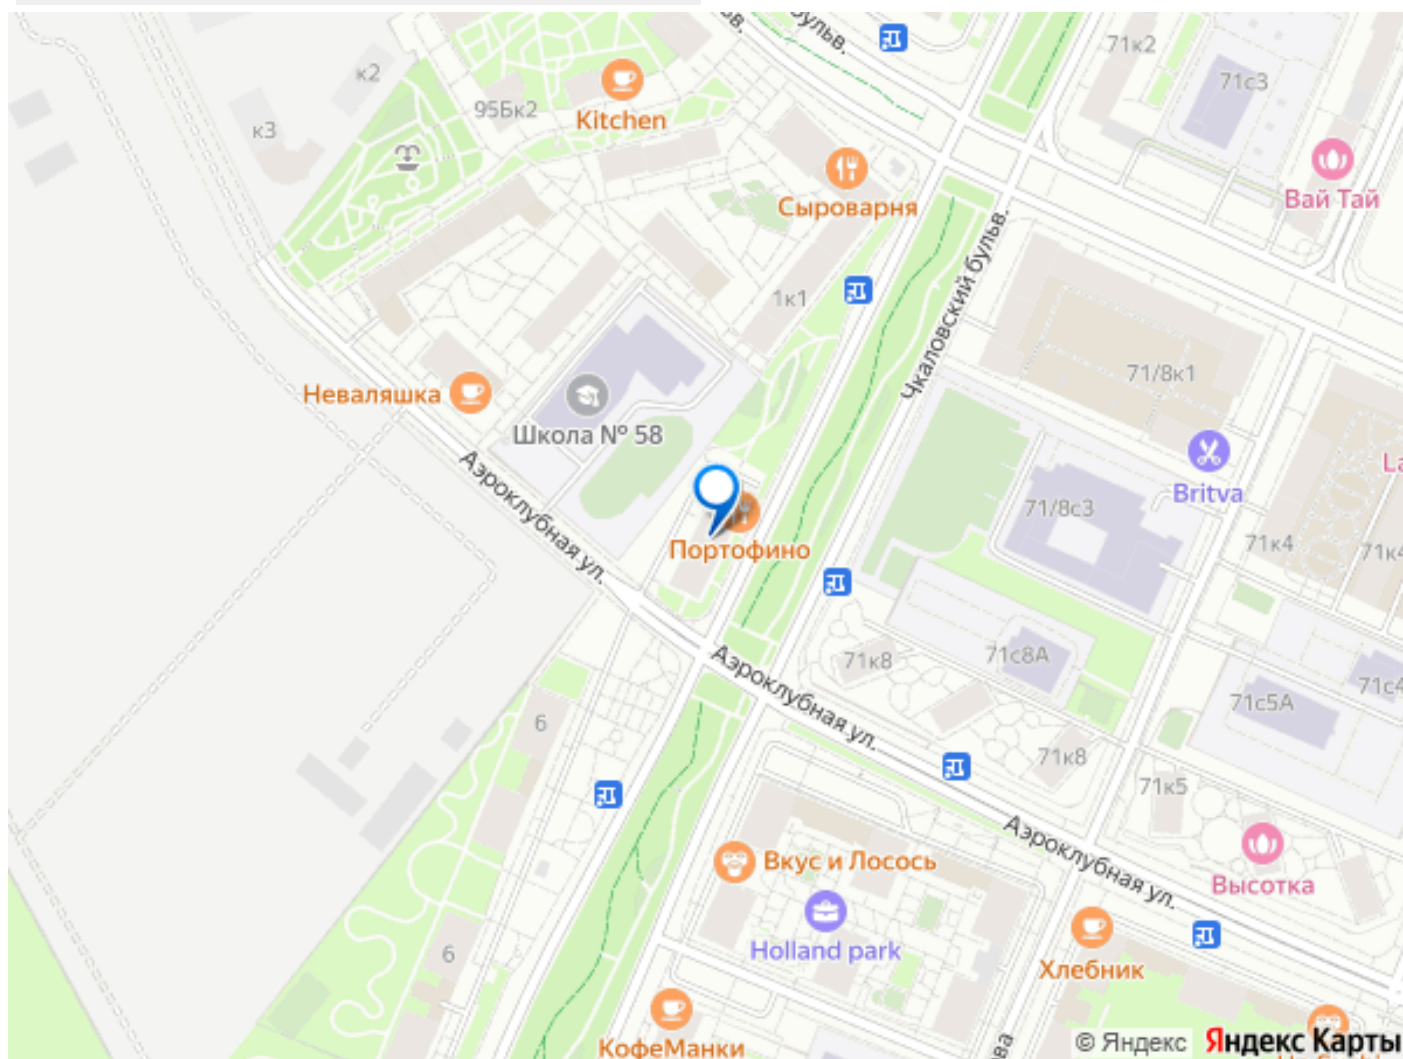 бульв.
71к2
к2
71с3
95Бк2
Kitchen
к3
Вай Тай
Сыроварня
Чкаловский бульв.
1к1
71/8к1
Неваляшка
Школа № 58
Britva
Аэроклубная ул.
71/8с3
71к4
71к4
Портофино
71к8
71с8А
71с5А
71с4
Аэроклубная ул.
6
71к8
71к5
Аэроклубная ул.
Вкус и Лосось
Высотка
Holland park
6
Хлебник
КофеМанки
© Яндекс Яндекс Карты